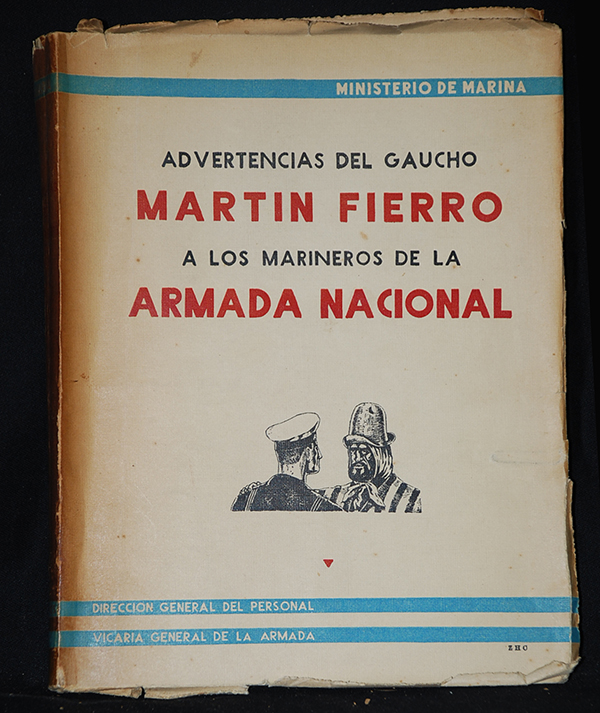 MINISTERIO DE MARINA
ADVERTENCIAS DEL GAUCHO
MARTIN FIERRO
A LOS MARINEROS DE LA
ARMADA NACIONAL
DIRECCION GENERAL DEL PERSONAL
VICARIA GENERAL DE LA ARMADA